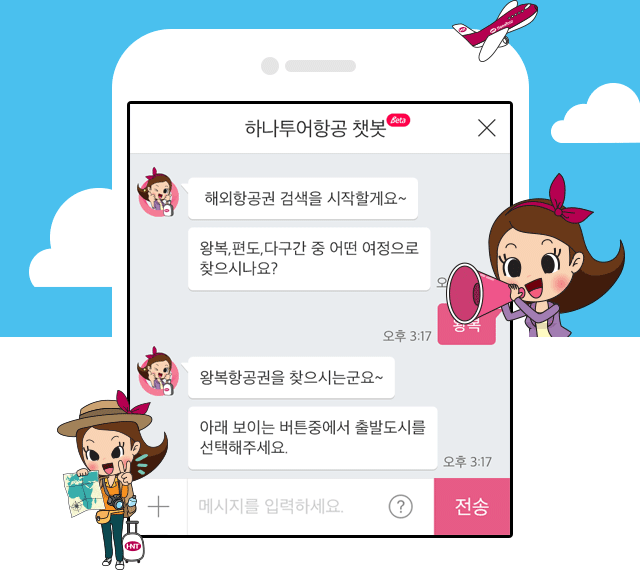 하나투어항공 챗봇 Beta
해외항공권 검색을 시작할게요~
왕복,편도,다구간 중 어떤 여정으로
찾으시나요?
오후 3:17
왕복
왕복항공권을 찾으시는군요~
아래 보이는 버튼중에서 출발도시를
선택해주세요.
오후 3:17
메시지를 입력하세요.
?
전송
HNT